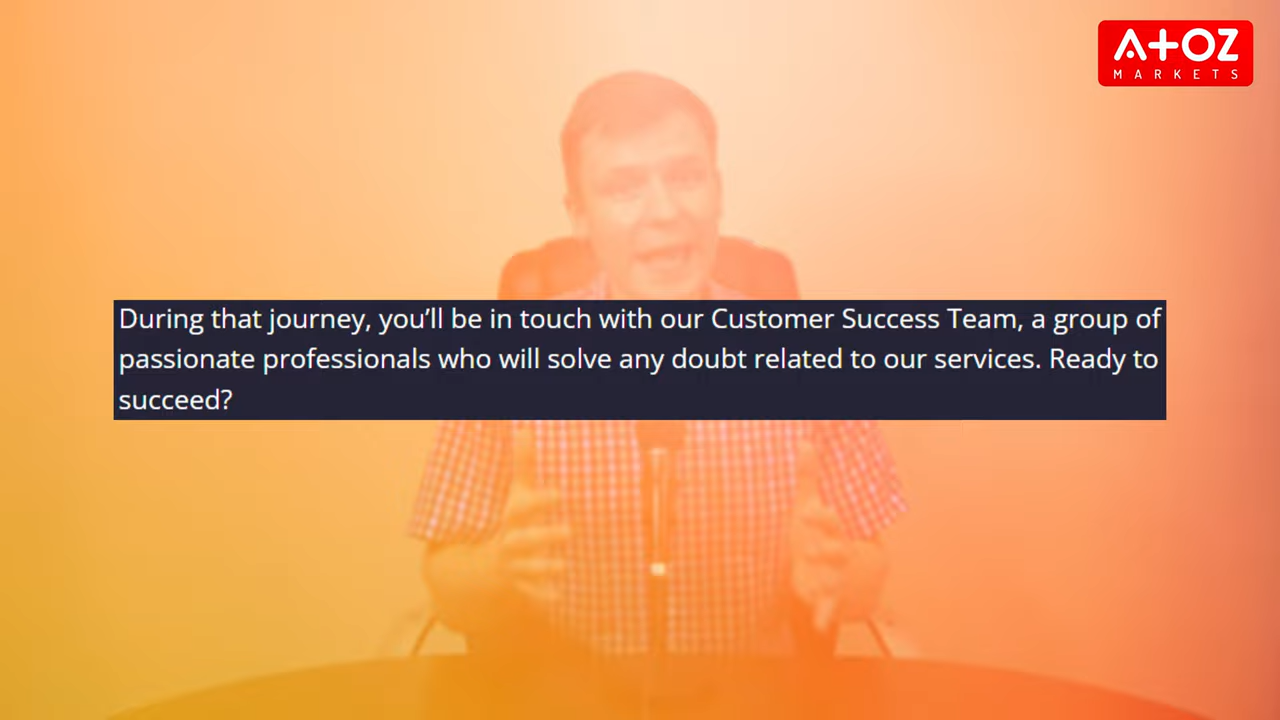 A+OZ
MARKETS
During that journey, you’ll be in touch with our Customer Success Team, a group of
passionate professionals who will solve any doubt related to our services. Ready to
succeed?